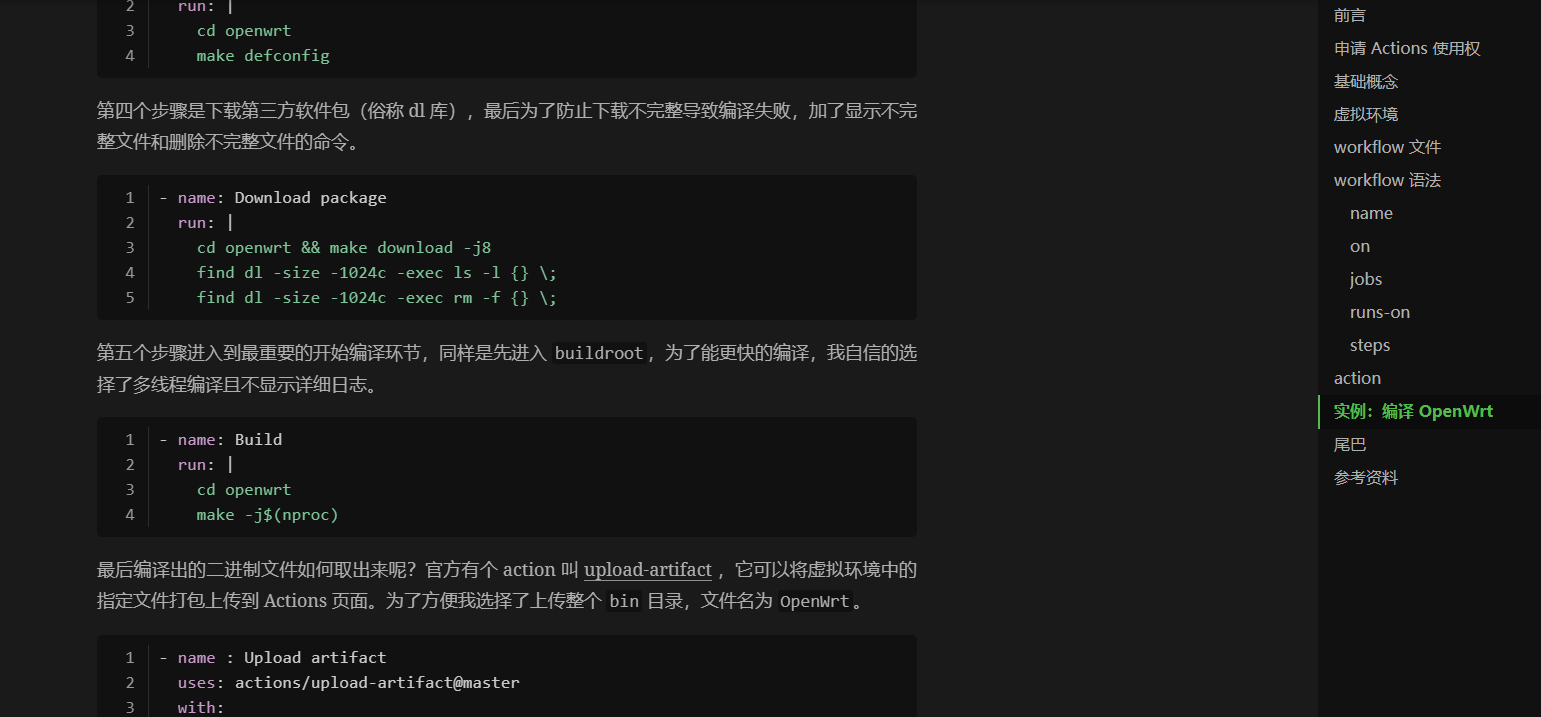 2 run: |
3 cd openwrt
4 make defconfig
第四个步骤是下载第三方软件包（俗称 dl 库），最后为了防止下载不完整导致编译失败，加了显示不完
整文件和删除不完整文件的命令。
1 - name: Download package
2 run: |
3 cd openwrt && make download -j8
4 find dl -size -1024c -exec ls -l {} \;
5 find dl -size -1024c -exec rm -f {} \;
第五个步骤进入到最重要的开始编译环节，同样是先进入 buildroot，为了能更快的编译，我自信的选
择了多线程编译且不显示详细日志。
1 - name: Build
2 run: |
3 cd openwrt
4 make -j$(nproc)
最后编译出的二进制文件如何取出来呢？官方有个 action 叫 upload-artifact ，它可以将虚拟环境中的
指定文件打包上传到 Actions 页面。为了方便我选择了上传整个 bin 目录，文件名为 OpenWrt。
1 - name : Upload artifact
2 uses: actions/upload-artifact@master
3 with:
前言
申请 Actions 使用权
基础概念
虚拟环境
workflow 文件
workflow 语法
name
on
jobs
runs-on
steps
action
实例：编译 OpenWrt
尾巴
参考资料